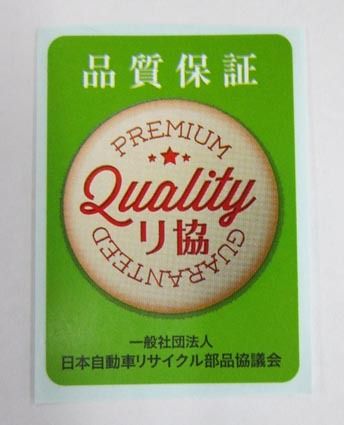 品質保証
PREMIUM
Quality
リ協
GUARANTEED
一般社団法人
日本自動車リサイクル部品協議会